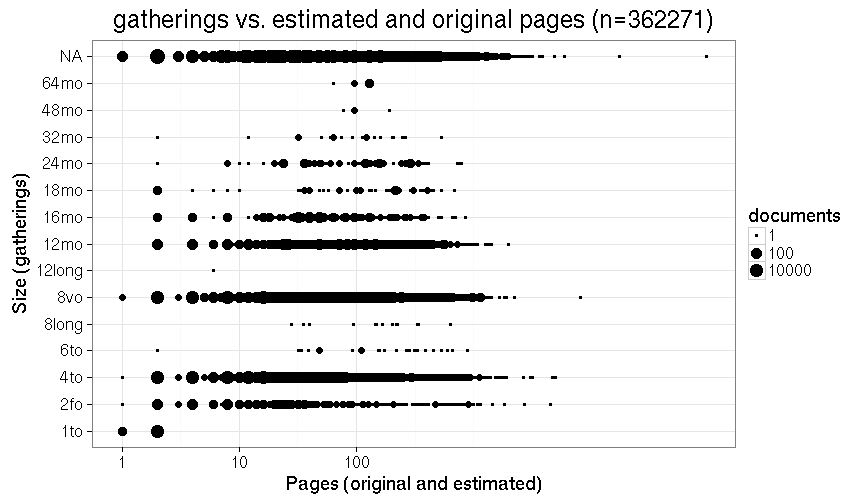 gatherings vs. estimated and original pages (n=362271)
NA
64mo
48mo
32mo
24mo
18mo
16mo
12mo
12long
8vo
8long
6to
4to
2fo
1to
Size (gatherings)
1 10 100
Pages (original and estimated)
documents
1
100
10000